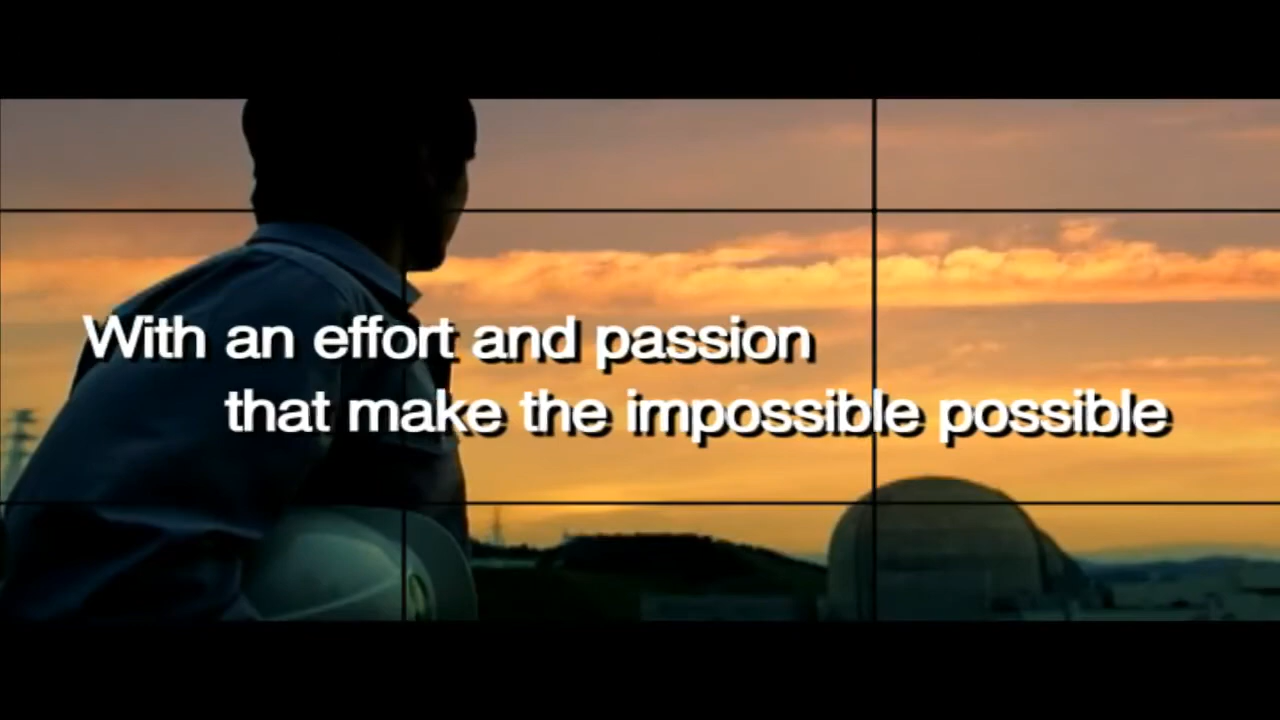 With an effort and passion
that make the impossible possible